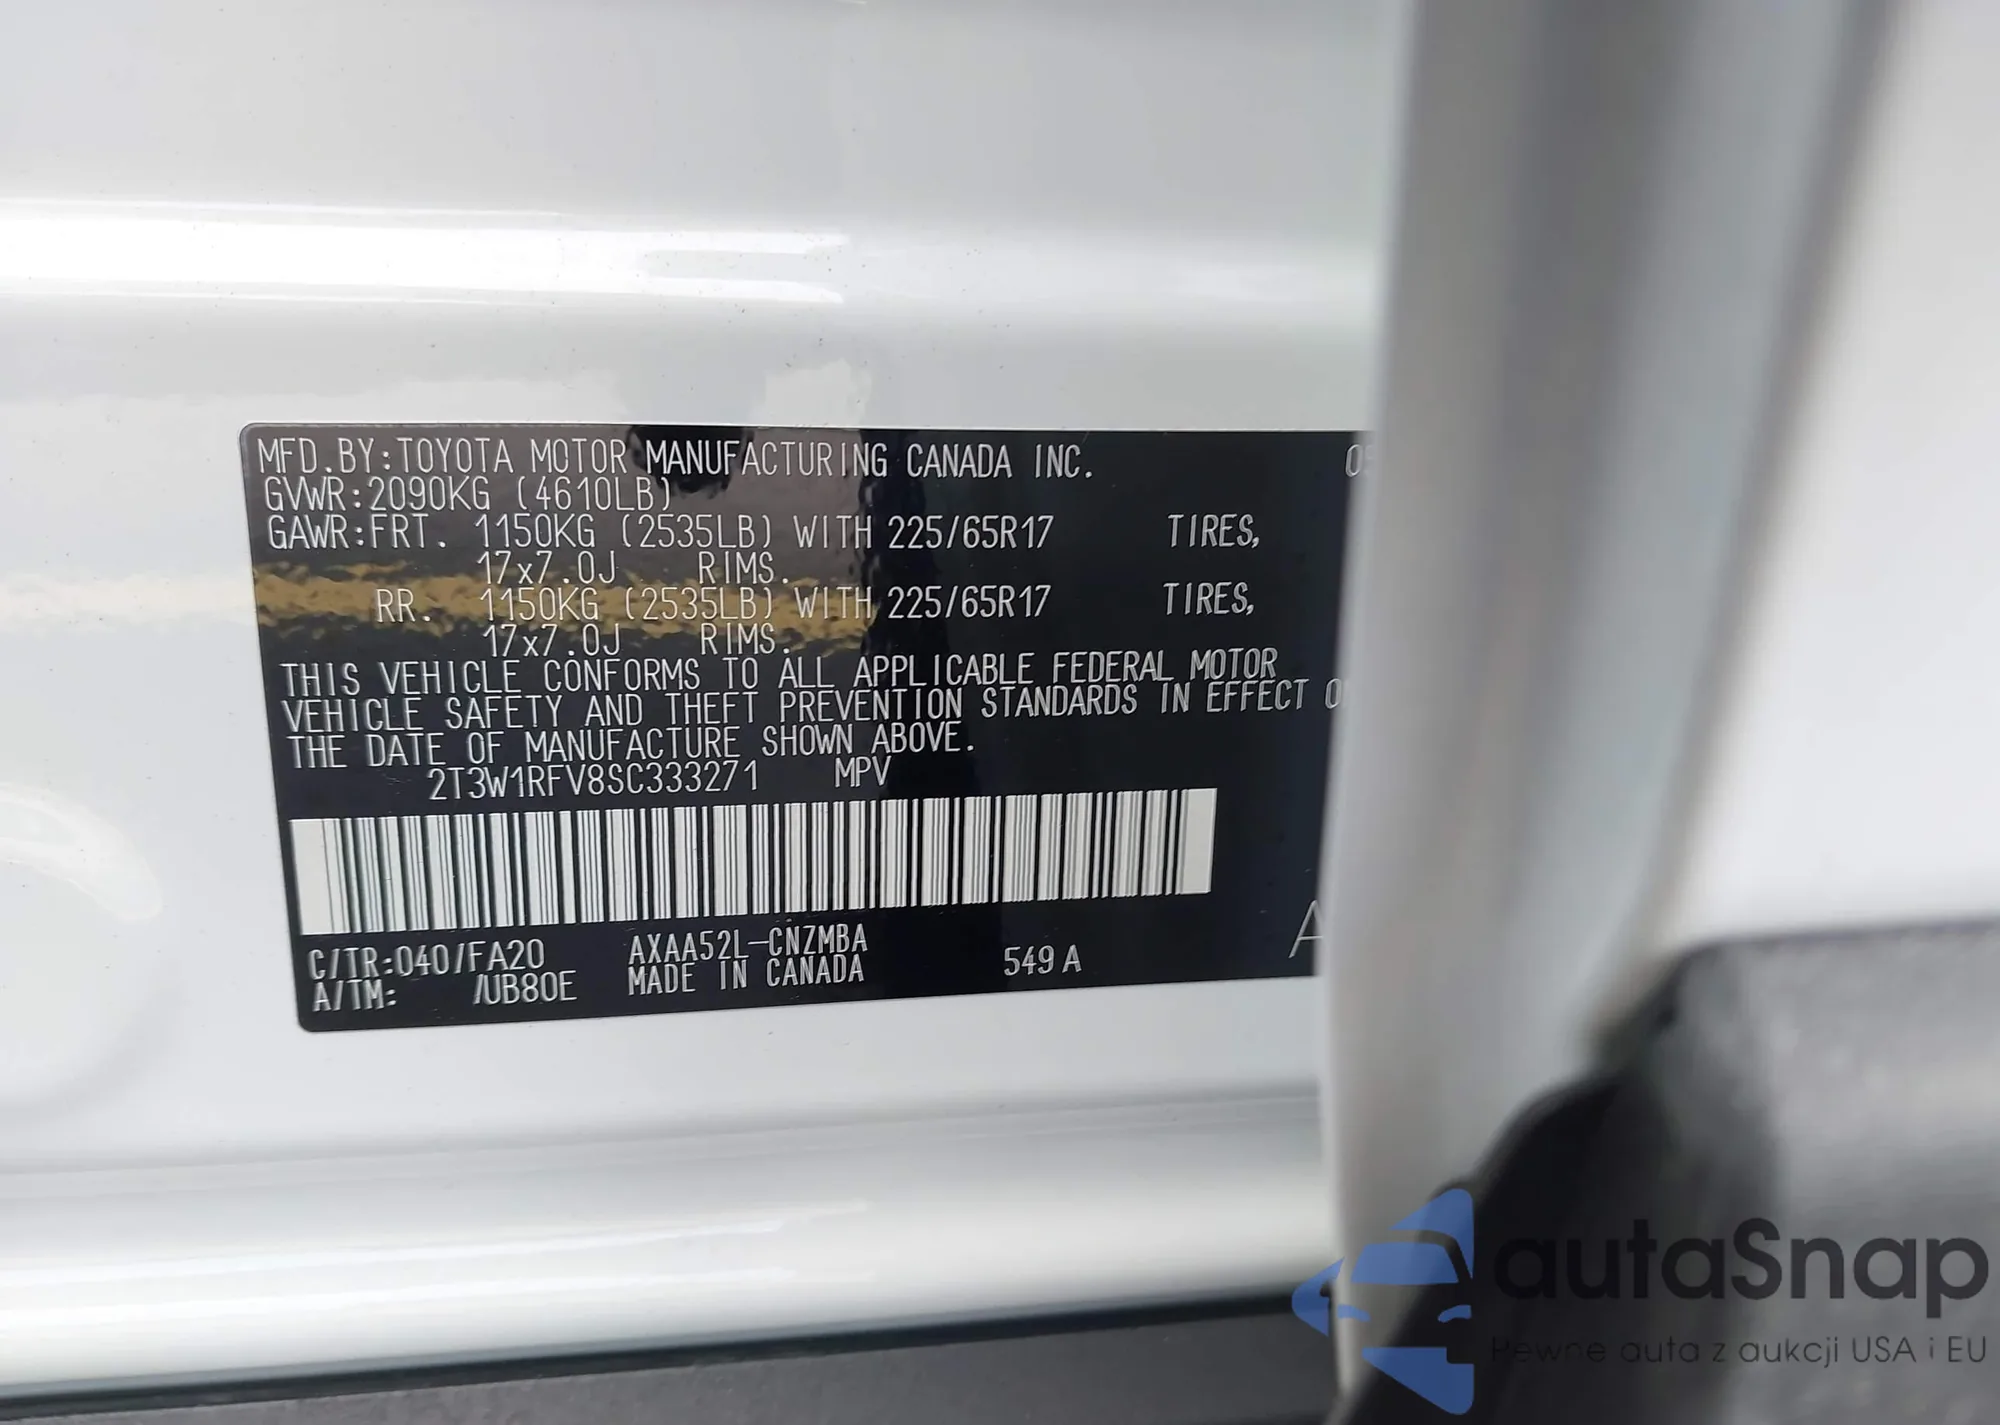 MFD.BY:TOYOTA MOTOR MANUFACTURING CANADA INC.
GVWR:2090KG (4610LB)
GAWR:FRT. 1150KG (2535LB) WITH 225/65R17 TIRES,
17x7.0J RIMS.
RR. 1150KG (2535LB) WITH 225/65R17 TIRES,
17x7.0J RIMS.
THIS VEHICLE CONFORMS TO ALL APPLICABLE FEDERAL MOTOR
VEHICLE SAFETY AND THEFT PREVENTION STANDARDS IN EFFECT
THE DATE OF MANUFACTURE SHOWN ABOVE.
2T3W1RFV8SC333271 MPV
C/TR:040/FA20 AXAA52L-CNZMBA 549A A
A/TM: /UB80E MADE IN CANADA
autaSnap
Pewne auta z aukcji USA i EU